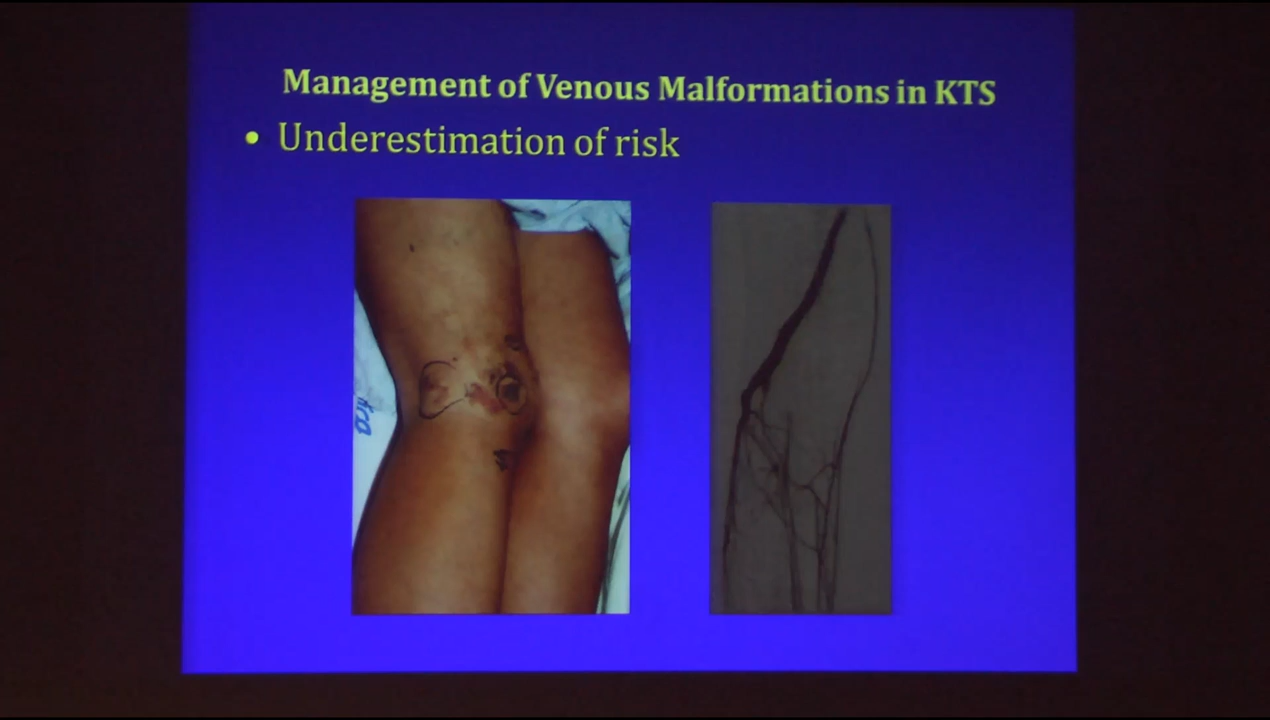 Management of Venous Malformations in KTS
• Underestimation of risk